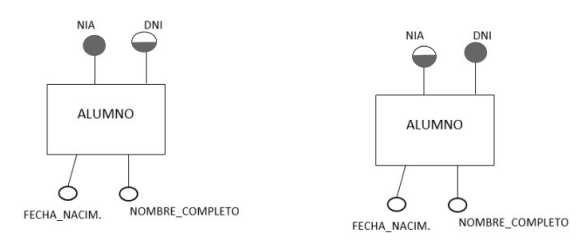 NIA DNI
ALUMNO
FECHA_NACIM. NOMBRE_COMPLETO
NIA DNI
ALUMNO
FECHA_NACIM. NOMBRE_COMPLETO